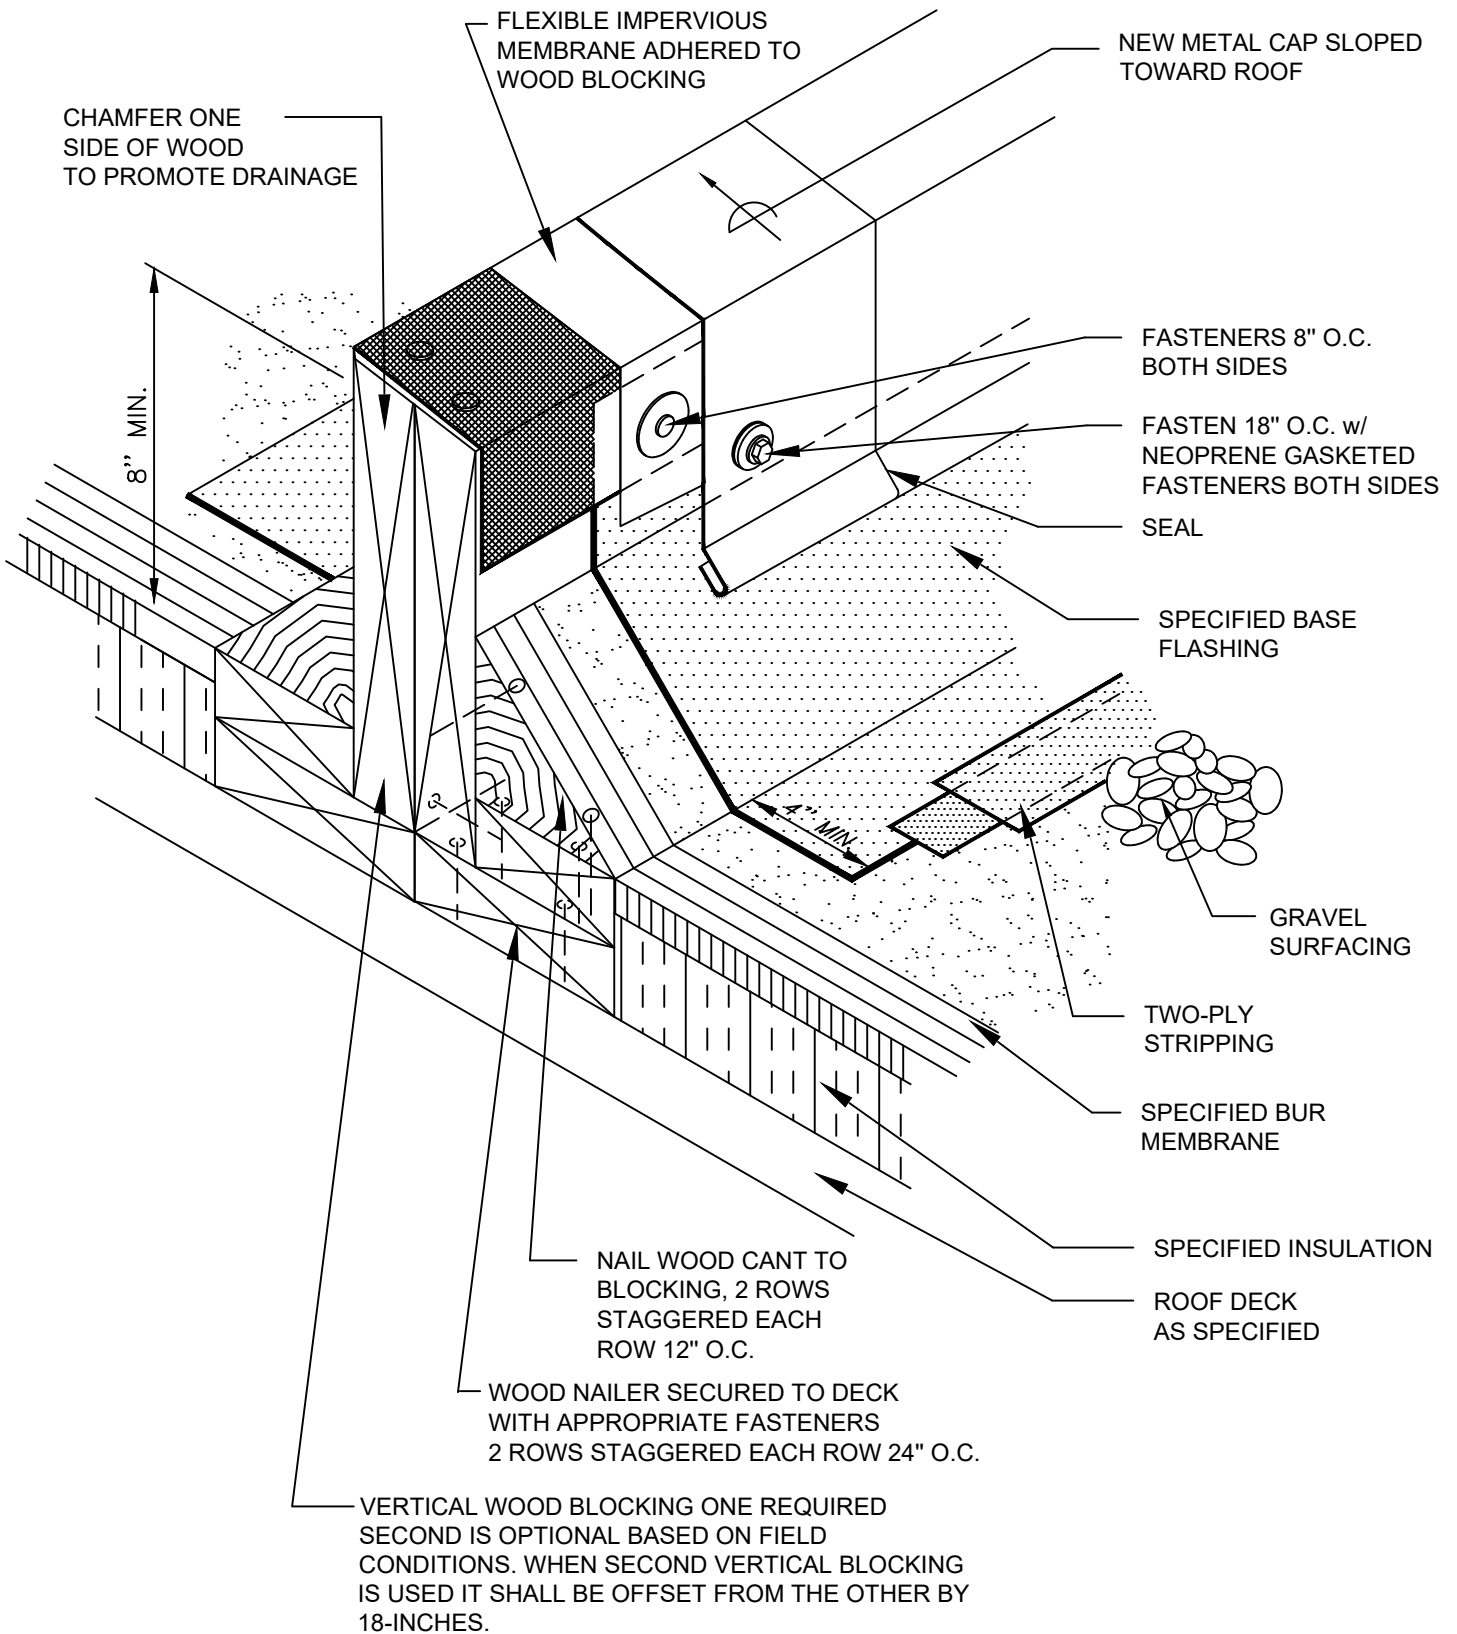 FLEXIBLE IMPERVIOUS
MEMBRANE ADHERED TO
WOOD BLOCKING
NEW METAL CAP SLOPED
TOWARD ROOF
CHAMFER ONE
SIDE OF WOOD
TO PROMOTE DRAINAGE
8" MIN.
FASTENERS 8" O.C.
BOTH SIDES
FASTEN 18" O.C. w/
NEOPRENE GASKETED
FASTENERS BOTH SIDES
SEAL
SPECIFIED BASE
FLASHING
4" MIN.
GRAVEL
SURFACING
TWO-PLY
STRIPPING
SPECIFIED BUR
MEMBRANE
SPECIFIED INSULATION
ROOF DECK
AS SPECIFIED
NAIL WOOD CANT TO
BLOCKING, 2 ROWS
STAGGERED EACH
ROW 12" O.C.
WOOD NAILER SECURED TO DECK
WITH APPROPRIATE FASTENERS
2 ROWS STAGGERED EACH ROW 24" O.C.
VERTICAL WOOD BLOCKING ONE REQUIRED
SECOND IS OPTIONAL BASED ON FIELD
CONDITIONS. WHEN SECOND VERTICAL BLOCKING
IS USED IT SHALL BE OFFSET FROM THE OTHER BY
18-INCHES.